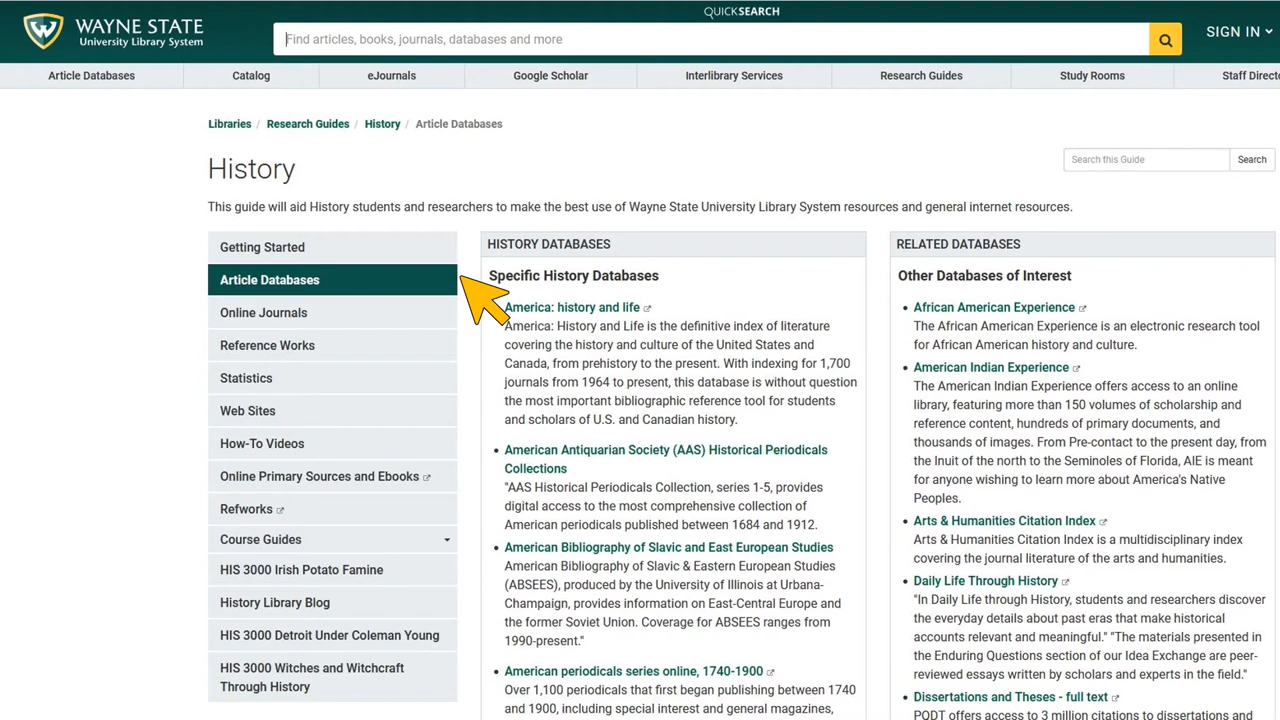 QUICKSEARCH
WAYNE STATE
University Library System
Find articles, books, journals, databases and more
SIGN IN
Article Databases
Catalog
eJournals
Google Scholar
Interlibrary Services
Research Guides
Study Rooms
Staff Directo
Libraries / Research Guides / History / Article Databases
History
Search this Guide
Search
This guide will aid History students and researchers to make the best use of Wayne State University Library System resources and general internet resources.
Getting Started
Article Databases
Online Journals
Reference Works
Statistics
Web Sites
How-To Videos
Online Primary Sources and Ebooks
Refworks
Course Guides
HIS 3000 Irish Potato Famine
History Library Blog
HIS 3000 Detroit Under Coleman Young
HIS 3000 Witches and Witchcraft
Through History
HISTORY DATABASES
Specific History Databases
America: history and life
America: History and Life is the definitive index of literature
covering the history and culture of the United States and
Canada, from prehistory to the present. With indexing for 1,700
journals from 1964 to present, this database is without question
the most important bibliographic reference tool for students
and scholars of U.S. and Canadian history.
American Antiquarian Society (AAS) Historical Periodicals
Collections
"AAS Historical Periodicals Collection, series 1-5, provides
digital access to the most comprehensive collection of
American periodicals published between 1684 and 1912.
American Bibliography of Slavic and East European Studies
American Bibliography of Slavic & Eastern European Studies
(ABSEES), produced by the University of Illinois at Urbana-
Champaign, provides information on East-Central Europe and
the former Soviet Union. Coverage for ABSEES ranges from
1990-present."
American periodicals series online, 1740-1900
Over 1,100 periodicals that first began publishing between 1740
and 1900, including special interest and general magazines,
RELATED DATABASES
Other Databases of Interest
African American Experience
The African American Experience is an electronic research tool
for African American history and culture.
American Indian Experience
The American Indian Experience offers access to an online
library, featuring more than 150 volumes of scholarship and
reference content, hundreds of primary documents, and
thousands of images. From Pre-contact to the present day, from
the Inuit of the north to the Seminoles of Florida, AIE is meant
for anyone wishing to learn more about America's Native
Peoples.
Arts & Humanities Citation Index
Arts & Humanities Citation Index is a multidisciplinary index
covering the journal literature of the arts and humanities.
Daily Life Through History
"In Daily Life through History, students and researchers discover
the everyday details about past eras that make historical
accounts relevant and meaningful." "The materials presented in
the Enduring Questions section of our Idea Exchange are peer-
reviewed essays written by scholars and experts in the field."
Dissertations and Theses - full text
PQDT offers access to 3 million citations to dissertations and